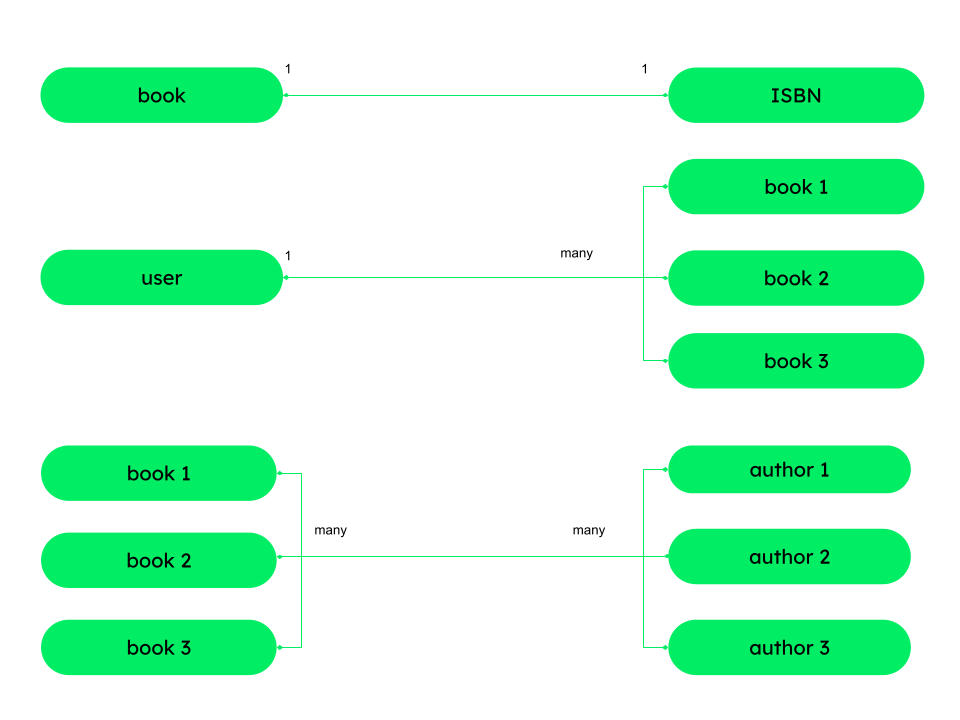 1
1
book
ISBN
book 1
1
many
user
book 2
book 3
book 1
author 1
many
many
book 2
author 2
book 3
author 3